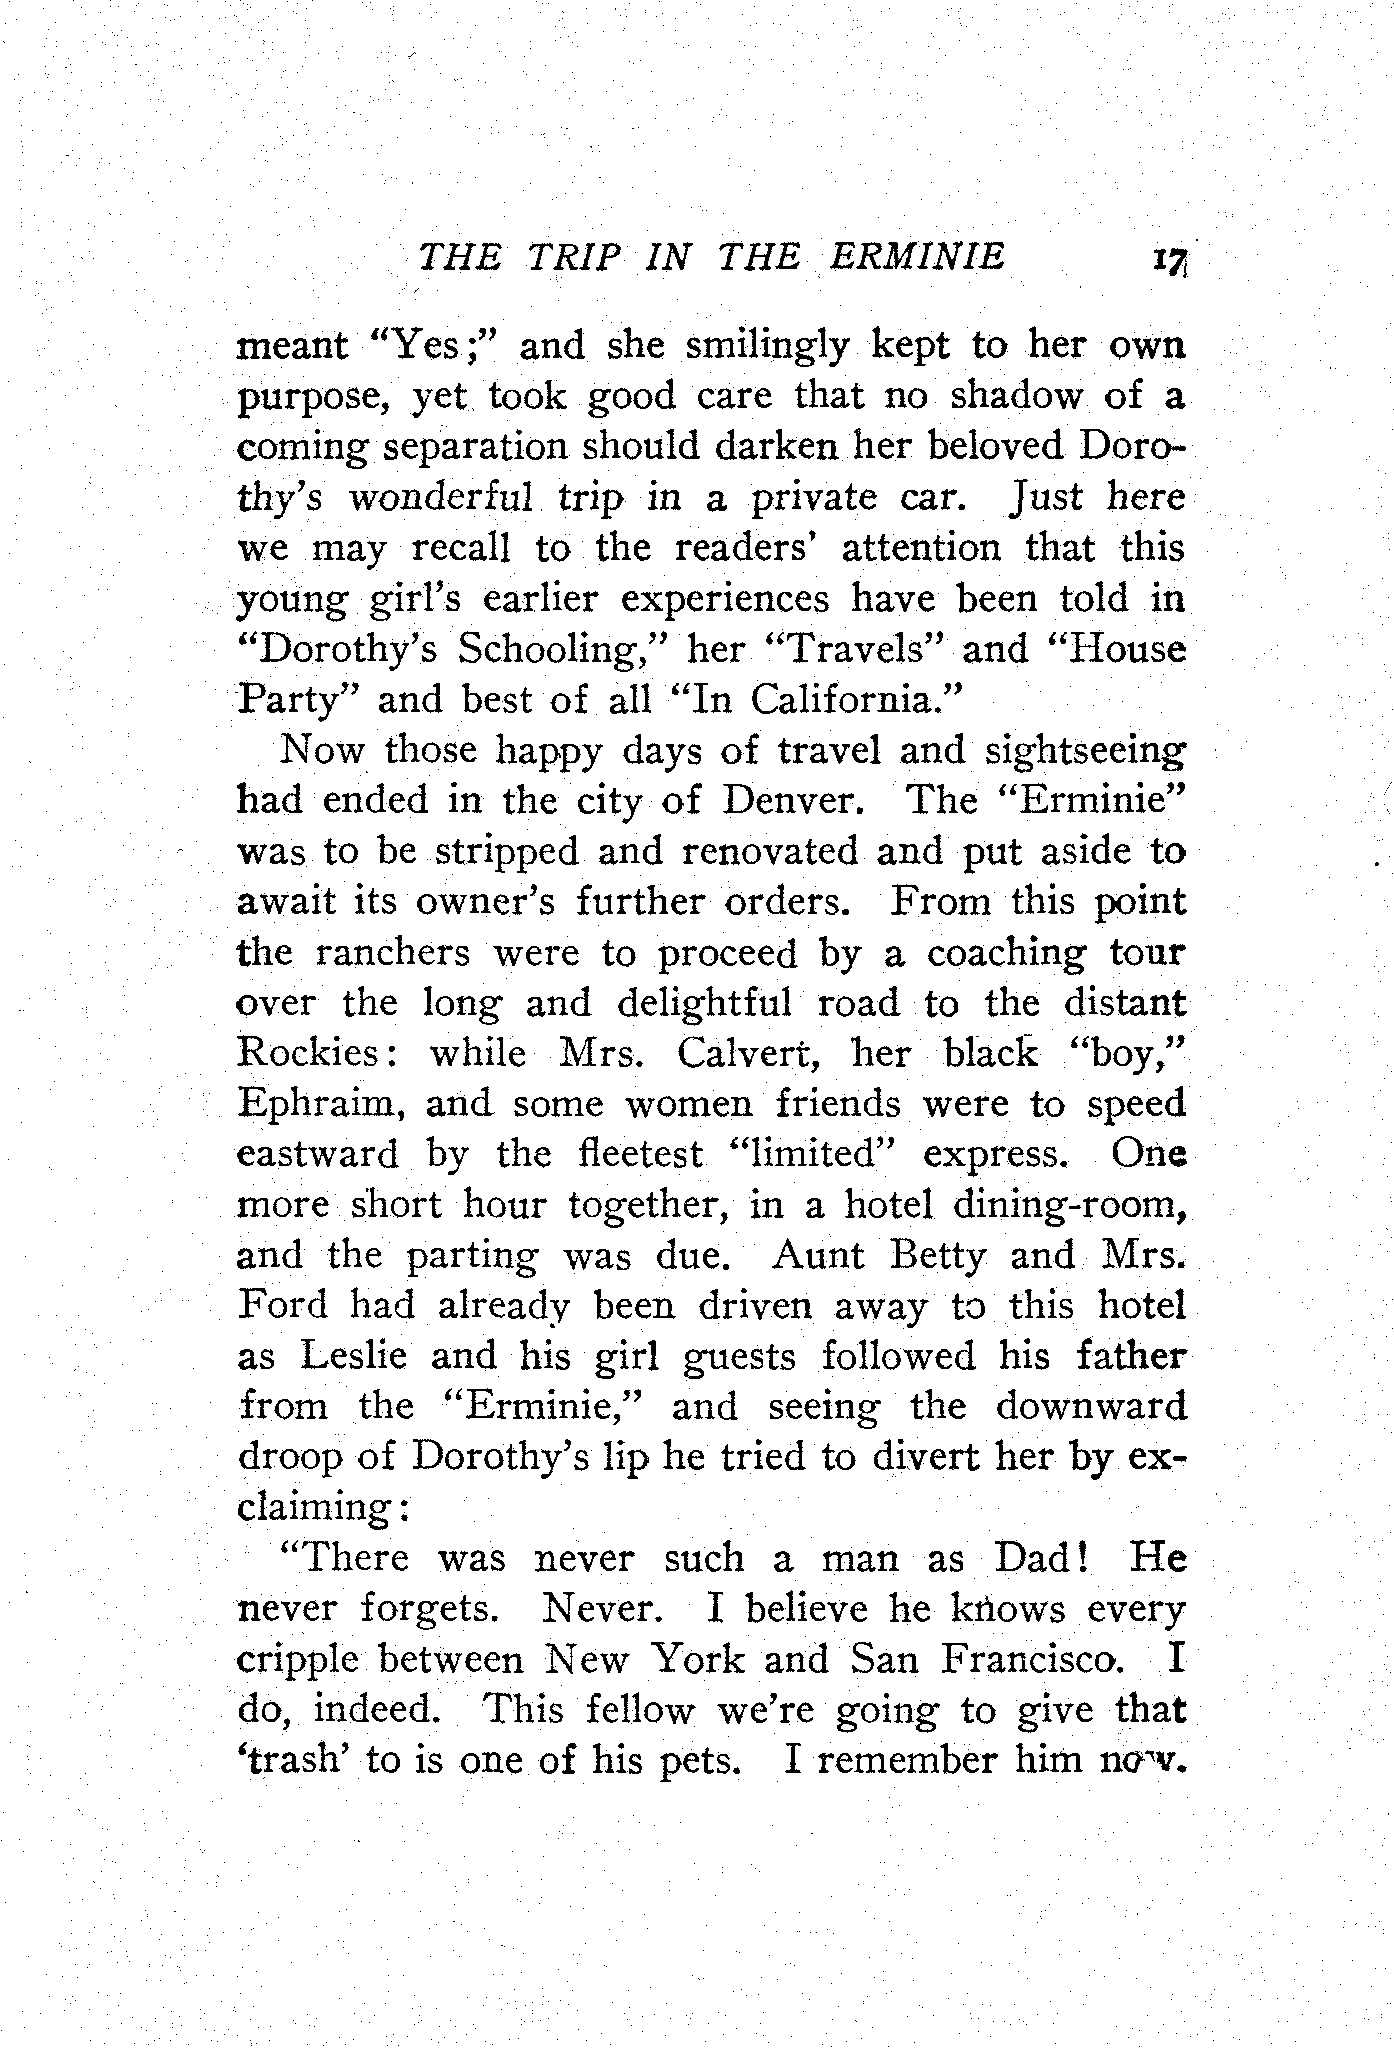 THE TRIP IN THE ERMINIE 17
meant “Yes;” and she smilingly kept to her own
purpose, yet took good care that no shadow of a
coming separation should darken her beloved Doro-
thy’s wonderful trip in a private car. Just here
we may recall to the readers’ attention that this
young girl’s earlier experiences have been told in
“Dorothy’s Schooling,” her “Travels” and “House
Party” and best of all “In California.”
Now those happy days of travel and sightseeing
had ended in the city of Denver. The “Erminie”
was to be stripped and renovated and put aside to
await its owner’s further orders. From this point
the ranchers were to proceed by a coaching tour
over the long and delightful road to the distant
Rockies: while Mrs. Calvert, her black “boy,”
Ephraim, and some women friends were to speed
eastward by the fleetest “limited” express. One
more short hour together, in a hotel dining-room,
and the parting was due. Aunt Betty and Mrs.
Ford had already been driven away to this hotel
as Leslie and his girl guests followed his father
from the “Erminie,” and seeing the downward
droop of Dorothy’s lip he tried to divert her by ex-
claiming:
“There was never such a man as Dad! He
never forgets. Never. I believe he knows every
cripple between New York and San Francisco. I
do, indeed. This fellow we’re going to give that
‘trash’ to is one of his pets. I remember him now.